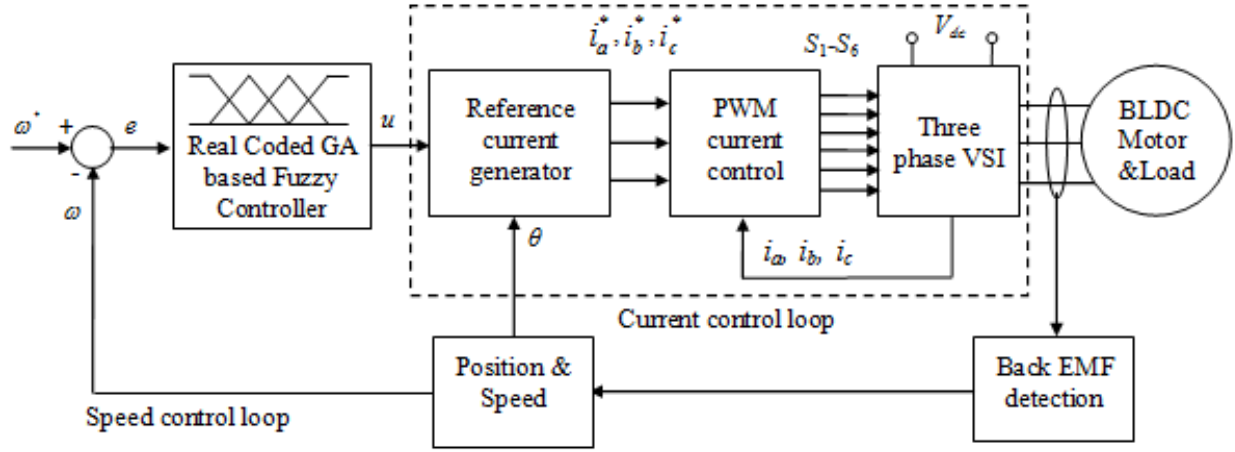 i*a, i*b, i*c
S1-S6
Vdc
ω*
+
e
-
ω
Real Coded GA
based Fuzzy
Controller
u
Reference
current
generator
PWM
current
control
Three
phase VSI
BLDC
Motor
&Load
θ
ia, ib, ic
Current control loop
Position &
Speed
Back EMF
detection
Speed control loop